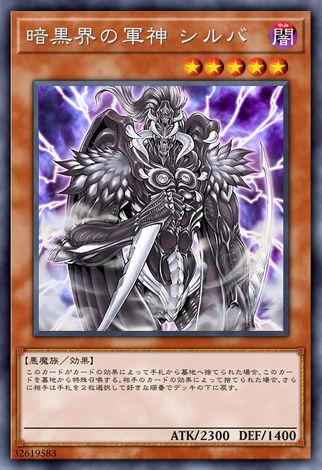 暗黒界の軍神 シルバ
やみ
闇
【悪魔族／効果】
このカードがカードの効果によって手札から墓地へ捨てられた場合、このカー
ドを墓地から特殊召喚する。相手のカードの効果によって捨てられた場合、さら
に相手は手札を2枚選択して好きな順番でデッキの下に戻す。
ATK/2300 DEF/1400
32619583